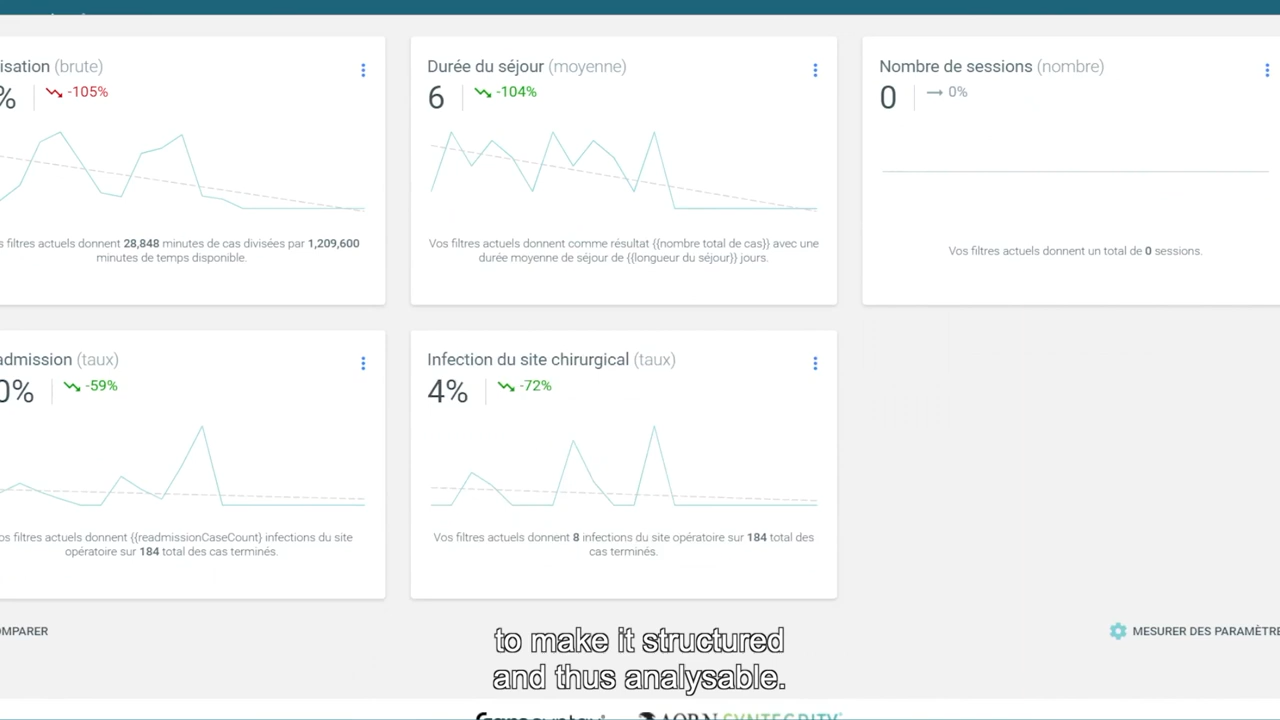 isation (brute)
%
-105%
s filtres actuels donnent 28,848 minutes de cas divisées par 1,209,600
minutes de temps disponible.
Durée du séjour (moyenne)
6
-104%
Vos filtres actuels donnent comme résultat {{nombre total de cas}} avec une
durée moyenne de séjour de {{longueur du séjour}} jours.
Nombre de sessions (nombre)
0
0%
Vos filtres actuels donnent un total de 0 sessions.
admission (taux)
0%
-59%
os filtres actuels donnent {{readmissionCaseCount} infections du site
opératoire sur 184 total des cas terminés.
Infection du site chirurgical (taux)
4%
-72%
Vos filtres actuels donnent 8 infections du site opératoire sur 184 total des
cas terminés.
OMPARER
MESURER DES PARAMÈTRE
to make it structured
and thus analysable.
AORN SYNTEGRITY